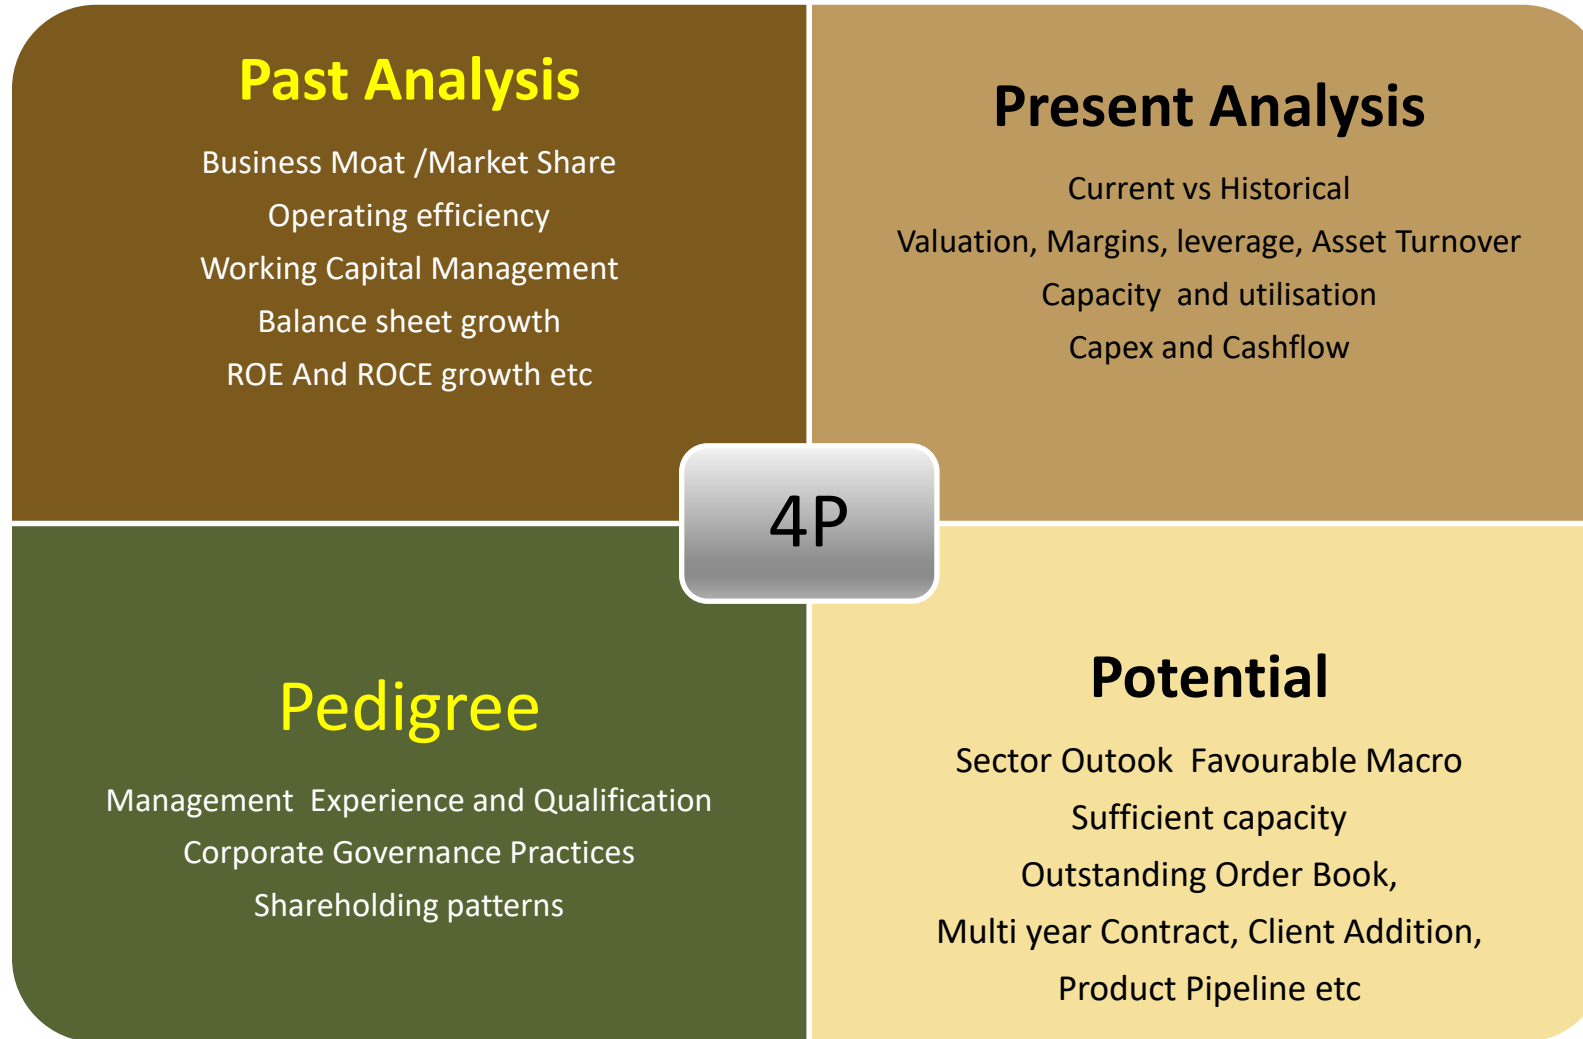 Past Analysis
Business Moat /Market Share
Operating efficiency
Working Capital Management
Balance sheet growth
ROE And ROCE growth etc
Present Analysis
Current vs Historical
Valuation, Margins, leverage, Asset Turnover
Capacity  and utilisation
Capex and Cashflow
4P
Pedigree
Management  Experience and Qualification
Corporate Governance Practices
Shareholding patterns
Potential
Sector Outook  Favourable Macro
Sufficient capacity
Outstanding Order Book,
Multi year Contract, Client Addition,
Product Pipeline etc